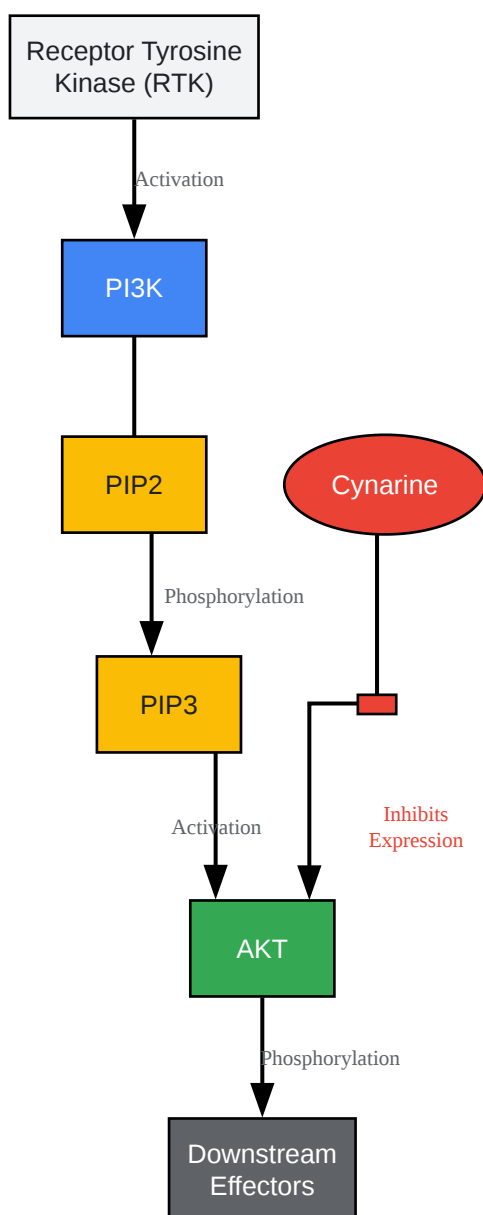 Receptor Tyrosine
Kinase (RTK)
Activation
PI3K
PIP2
Cynarine
Phosphorylation
PIP3
Activation
Inhibits
Expression
AKT
Phosphorylation
Downstream
Effectors